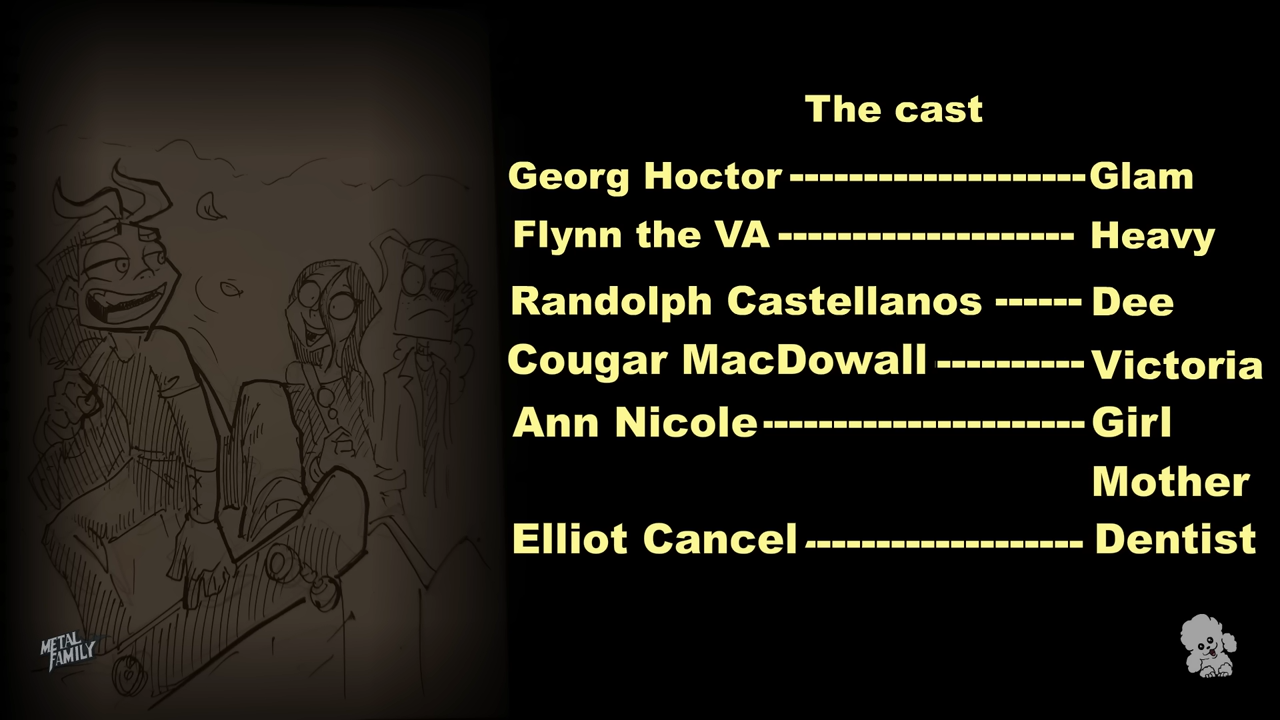 The cast
Georg Hoctor -------------------- Glam
Flynn the VA -------------------- Heavy
Randolph Castellanos ------ Dee
Cougar MacDowall ---------- Victoria
Ann Nicole ---------------------- Girl
Mother
Elliot Cancel ------------------- Dentist
METAL
FAMILY